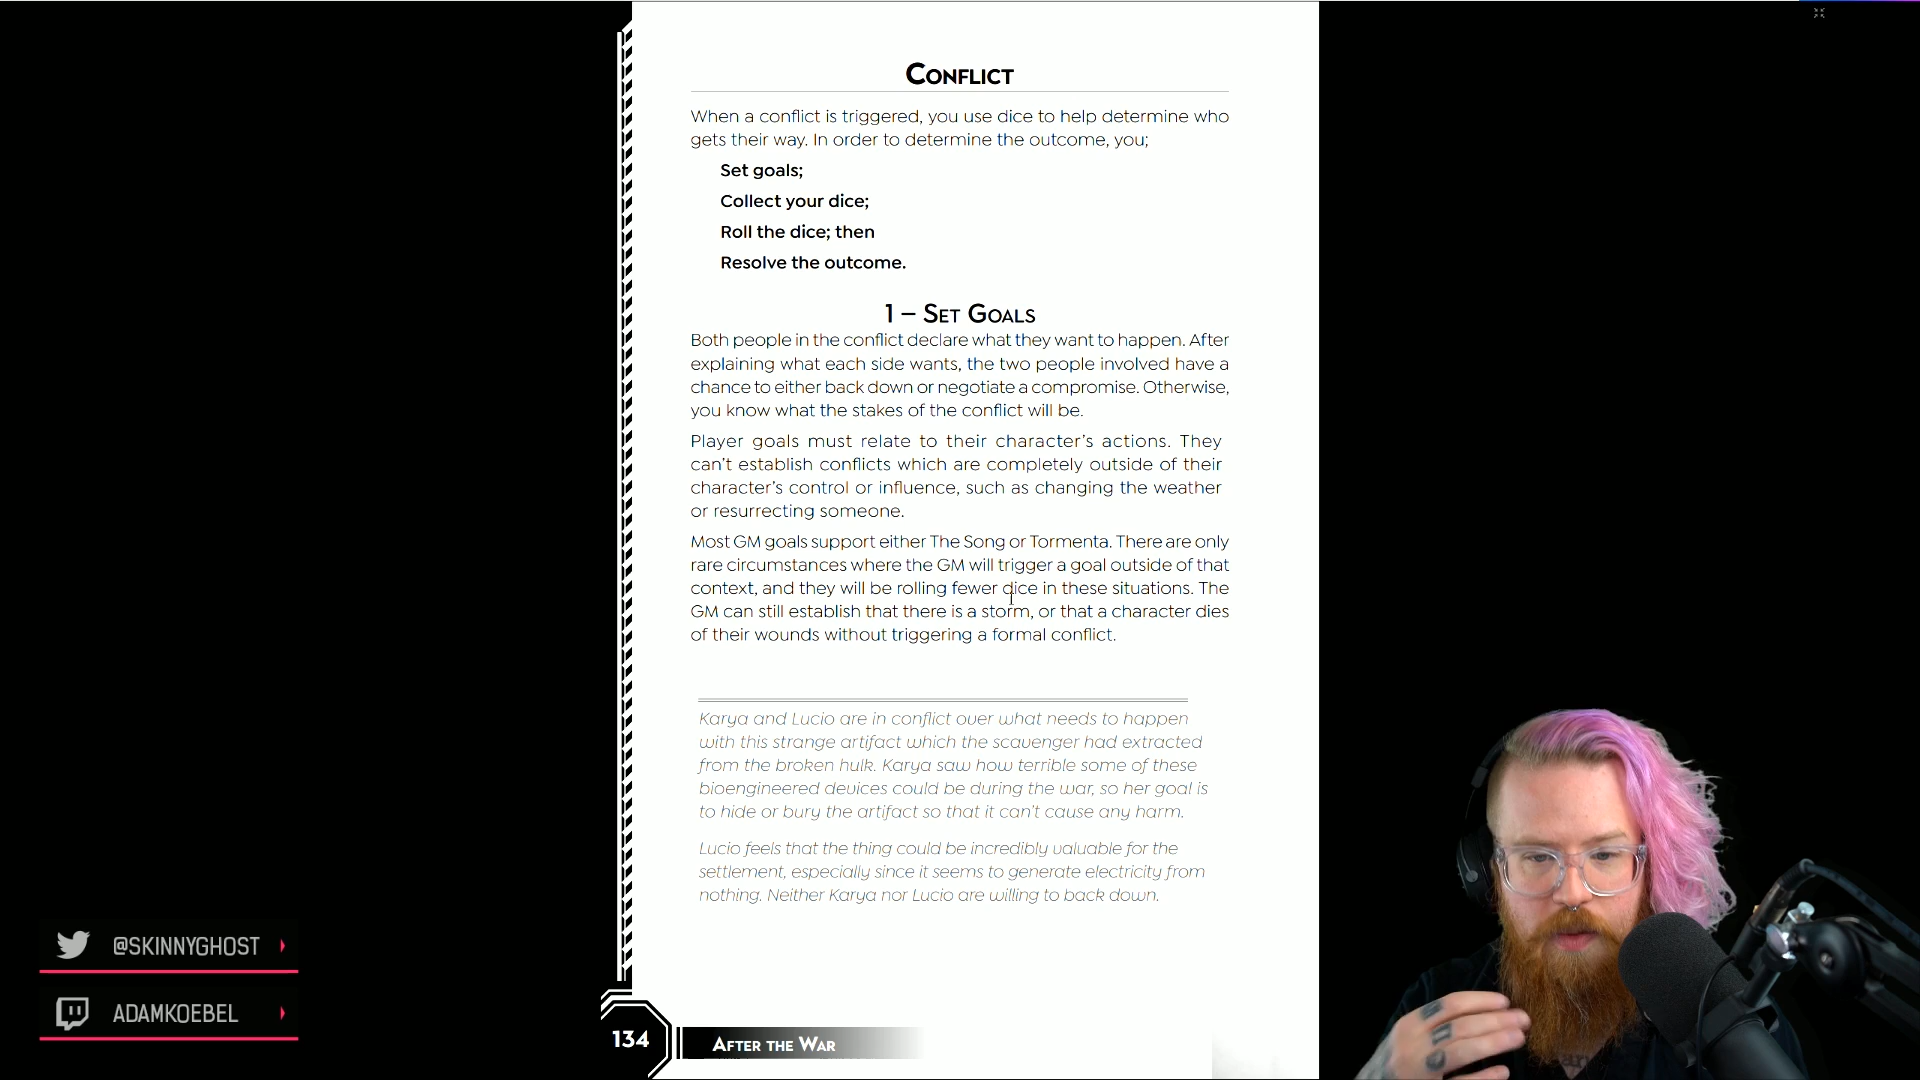 CONFLICT
When a conflict is triggered, you use dice to help determine who
gets their way. In order to determine the outcome, you;
Set goals;
Collect your dice;
Roll the dice; then
Resolve the outcome.
1 – SET GOALS
Both people in the conflict declare what they want to happen. After
explaining what each side wants, the two people involved have a
chance to either back down or negotiate a compromise. Otherwise,
you know what the stakes of the conflict will be.
Player goals must relate to their character's actions. They
can't establish conflicts which are completely outside of their
character's control or influence, such as changing the weather
or resurrecting someone.
Most GM goals support either The Song or Tormenta. There are only
rare circumstances where the GM will trigger a goal outside of that
context, and they will be rolling fewer dice in these situations. The
GM can still establish that there is a storm, or that a character dies
of their wounds without triggering a formal conflict.
Karya and Lucio are in conflict over what needs to happen
with this strange artifact which the scavenger had extracted
from the broken hulk. Karya saw how terrible some of these
bioengineered devices could be during the war, so her goal is
to hide or bury the artifact so that it can't cause any harm.
Lucio feels that the thing could be incredibly valuable for the
settlement, especially since it seems to generate electricity from
nothing. Neither Karya nor Lucio are willing to back down.
134
AFTER THE WAR
@SKINNYGHOST
ADAMKOEBEL